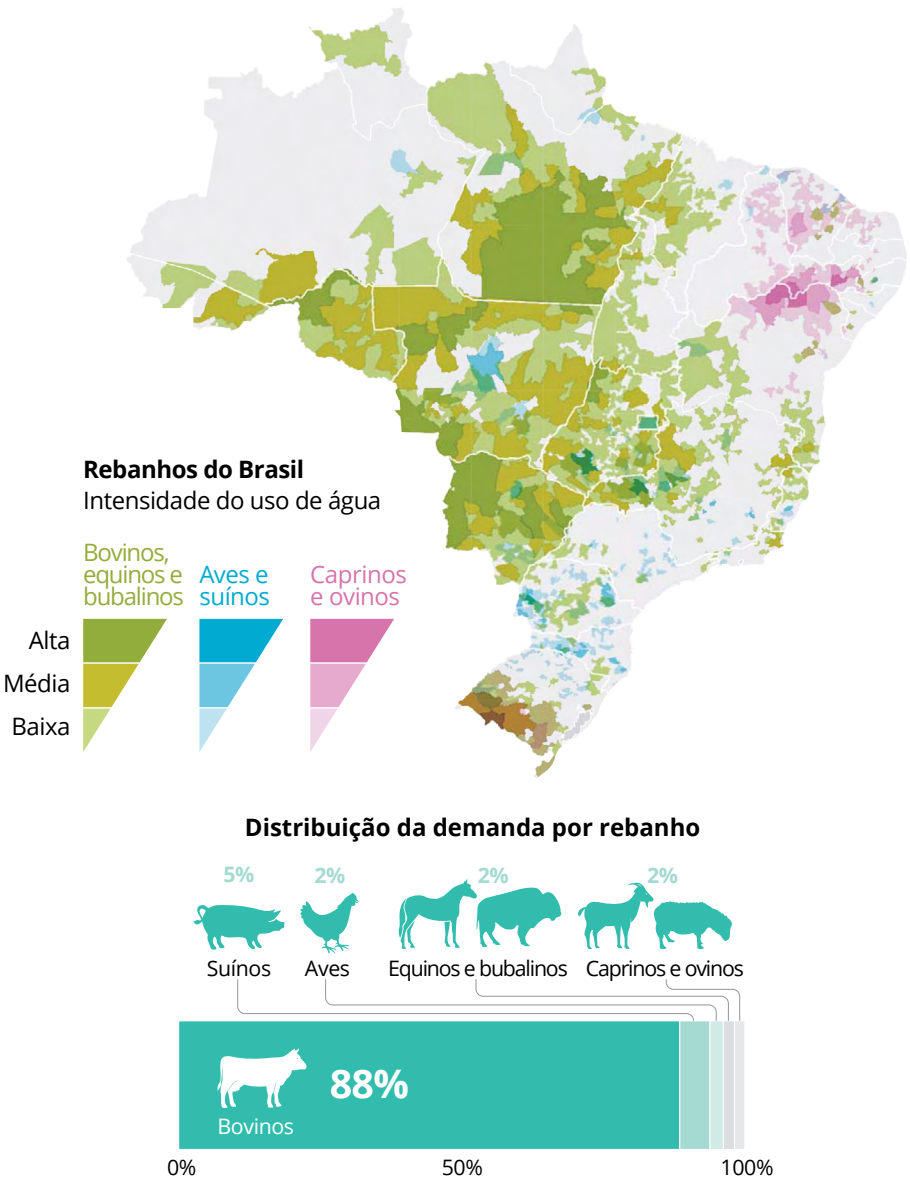 Rebanhos do Brasil
Intensidade do uso de água
Bovinos,
equinos e
bubalinos
Aves e
suínos
Caprinos
e ovinos
Alta
Média
Baixa
Distribuição da demanda por rebanho
5%
2%
2%
2%
Suínos
Aves
Equinos e bubalinos
Caprinos e ovinos
88%
Bovinos
0%
50%
100%